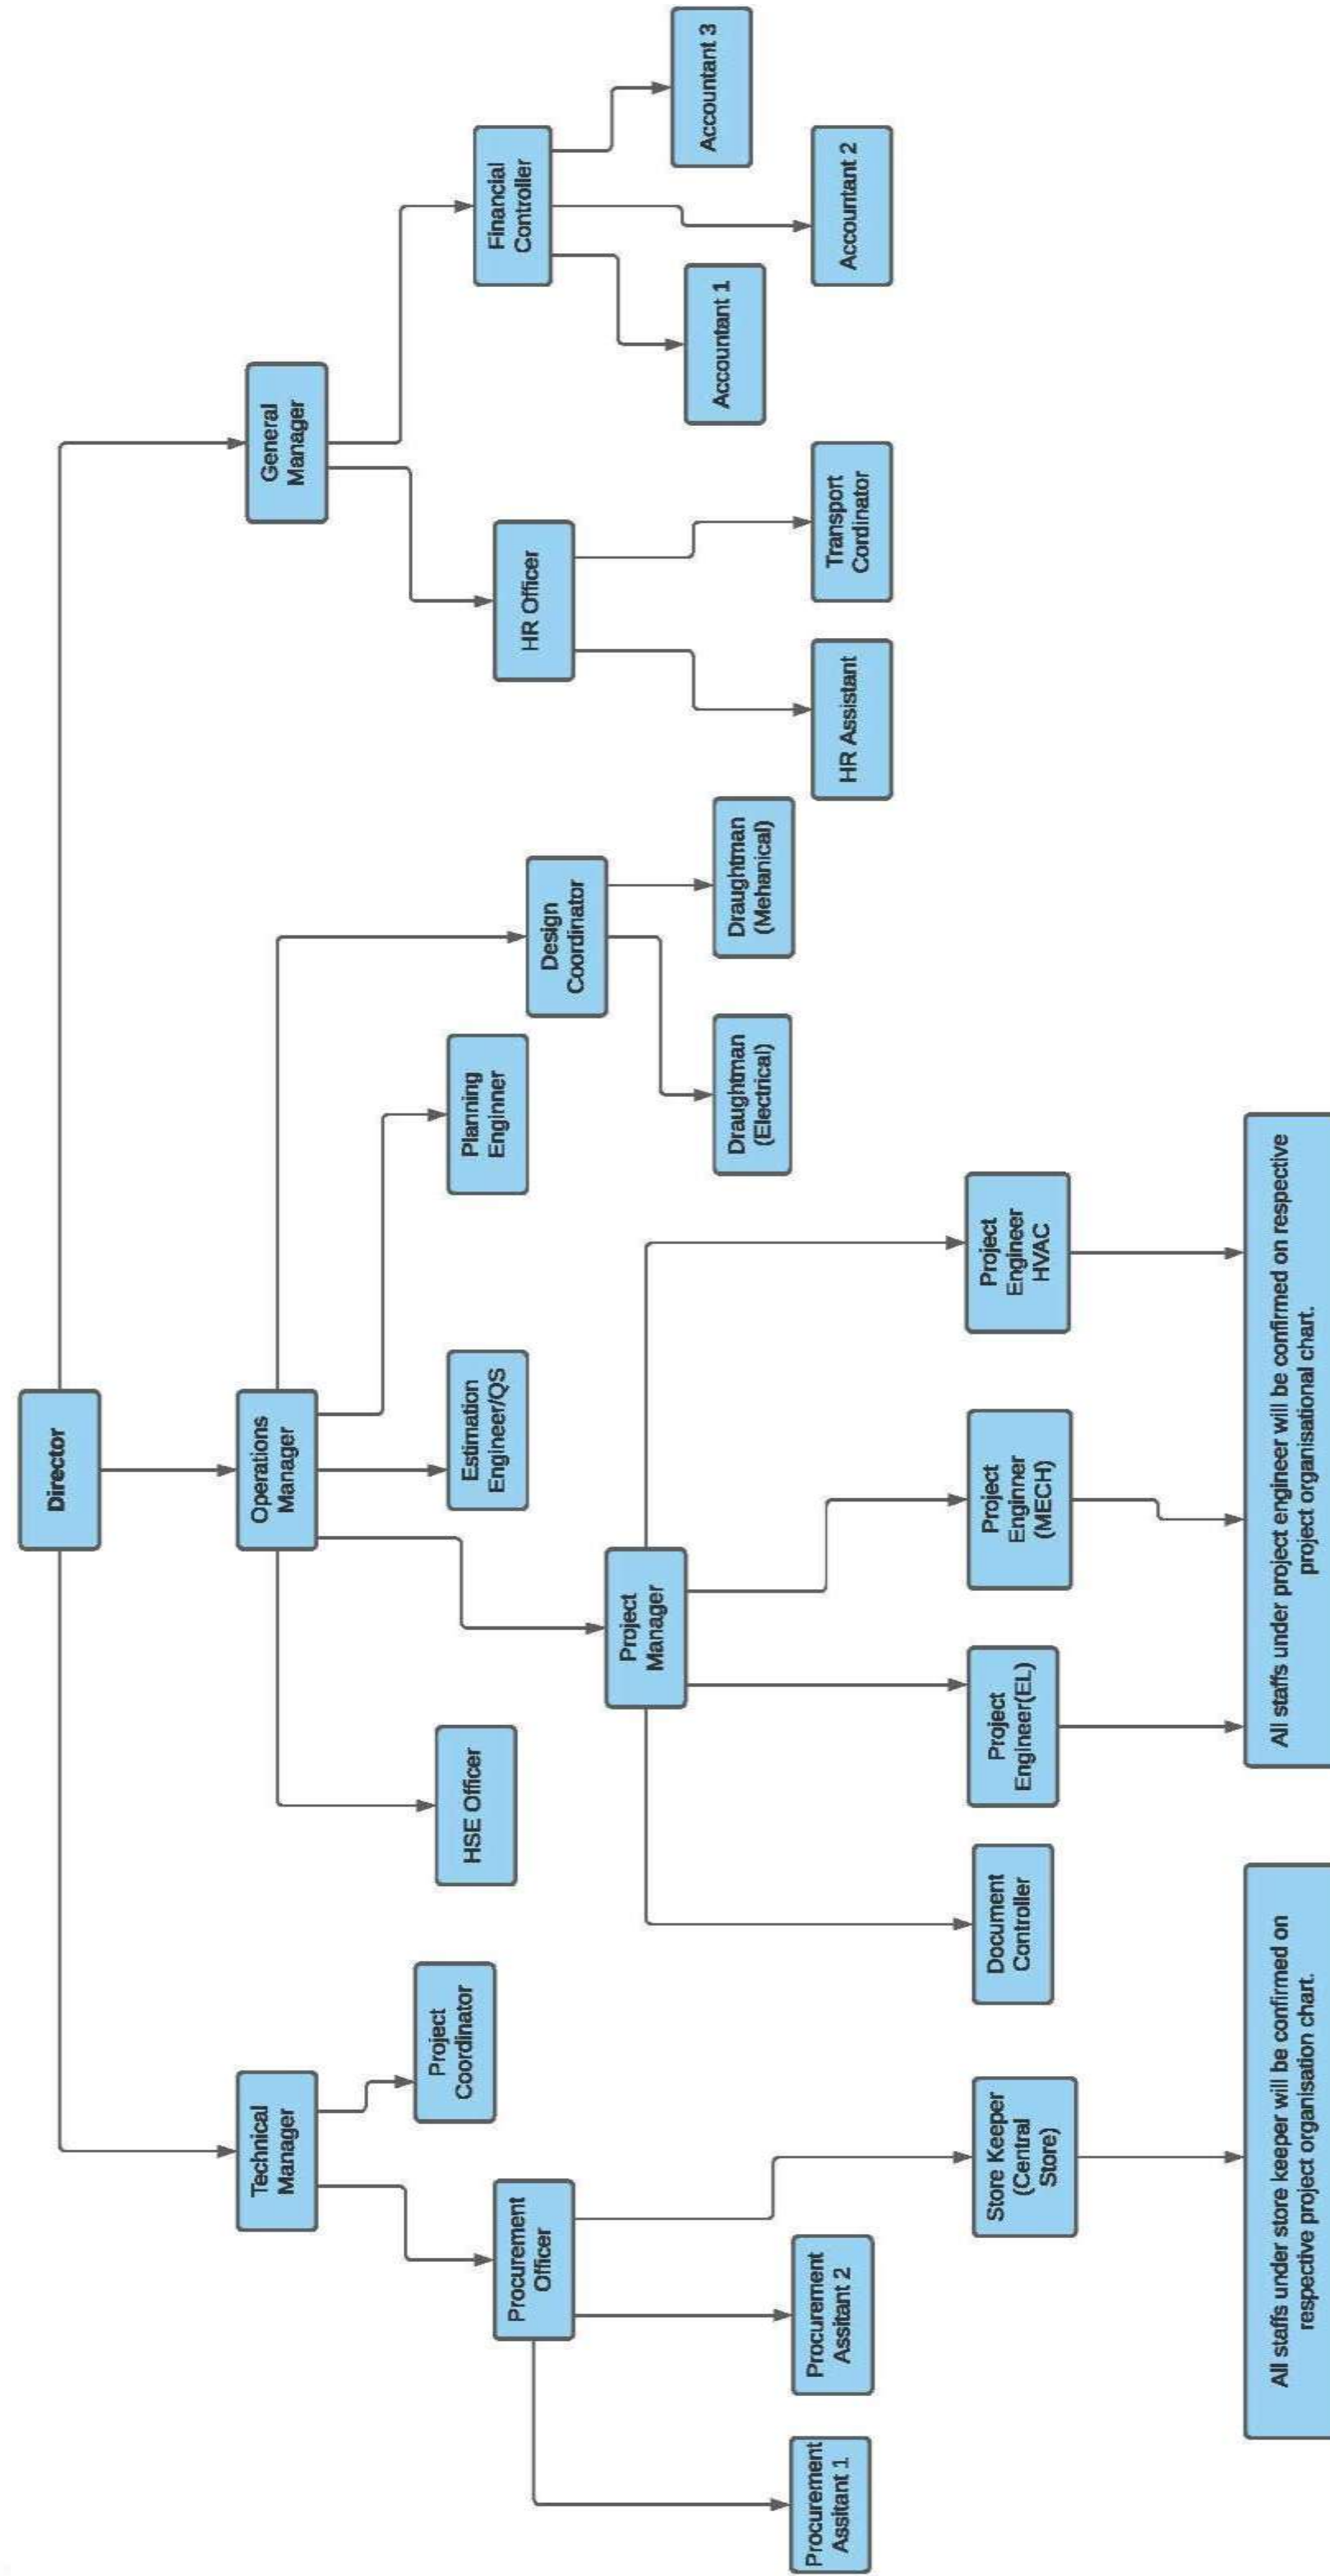 Director
Technical
Manager
Operations
Manager
General
Manager
Project
Coordinator
HSE Officer
Estimation
Engineer/QS
Planning
Enginner
Procurement
Officer
Project
Manager
Design
Coordinator
HR Officer
Financial
Controller
Procurement
Assitant 1
Procurement
Assitant 2
Draughtman
(Electrical)
Draughtman
(Mehanical)
HR Assistant
Transport
Cordinator
Accountant 1
Accountant 2
Accountant 3
Store Keeper
(Central
Store)
Document
Controller
Project
Engineer(EL)
Project
Enginner
(MECH)
Project
Engineer
HVAC
All staffs under store keeper will be confirmed on
respective project organisation chart.
All staffs under project engineer will be confirmed on respective
project organisational chart.